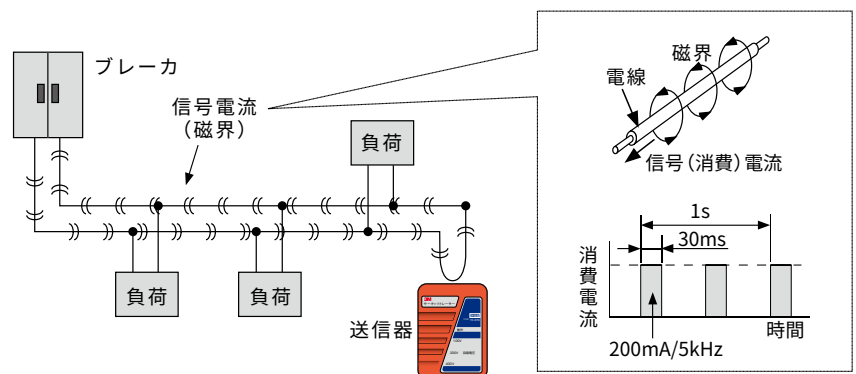 ブレーカ
信号電流
（磁界）
負荷
負荷
負荷
送信器
3M
磁界
電線
信号（消費）電流
1s
30ms
消費電流
200mA/5kHz
時間